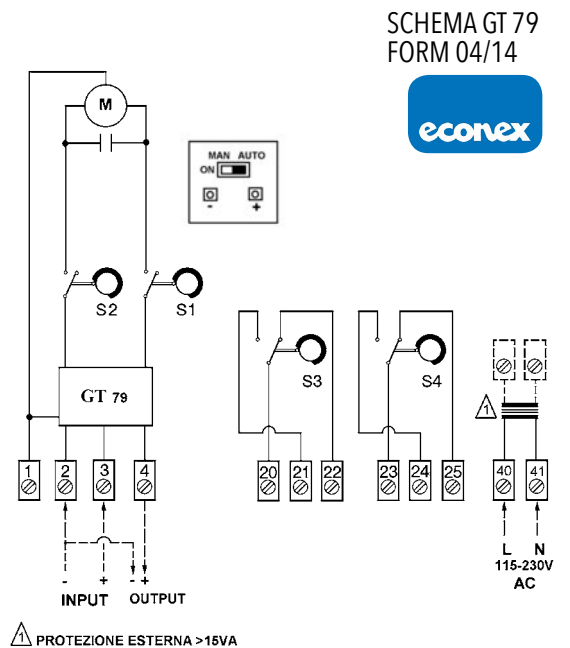 SCHEMA GT 79
FORM 04/14
econex
M
MAN AUTO
ON
- +
S2 S1
S3 S4
GT 79
1
1 2 3 4 20 21 22 23 24 25 40 41
- + - +
INPUT OUTPUT
L N
115-230V
AC
1 PROTEZIONE ESTERNA >15VA